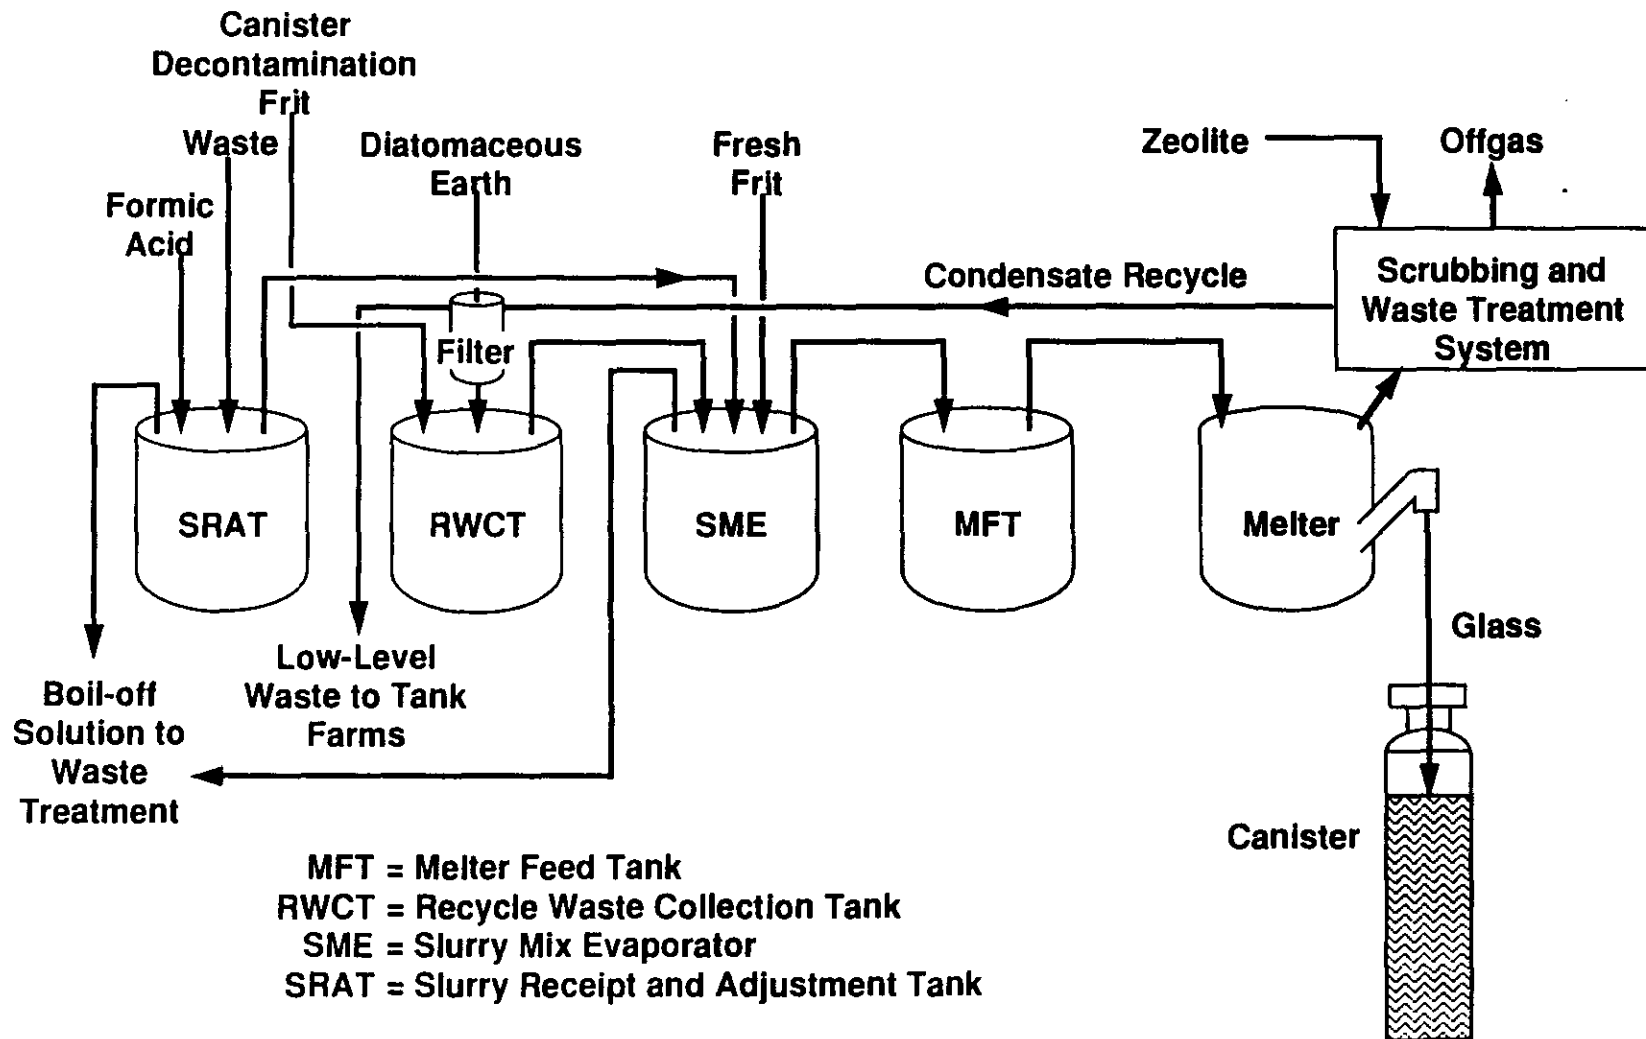 Canister
Decontamination
Frit
Waste
Diatomaceous
Earth
Fresh
Frit
Zeolite
Offgas
Formic
Acid
Condensate Recycle
Scrubbing and
Waste Treatment
System
Filter
SRAT
RWCT
SME
MFT
Melter
Glass
Low-Level
Waste to Tank
Farms
Boil-off
Solution to
Waste
Treatment
Canister
MFT = Melter Feed Tank
RWCT = Recycle Waste Collection Tank
SME = Slurry Mix Evaporator
SRAT = Slurry Receipt and Adjustment Tank